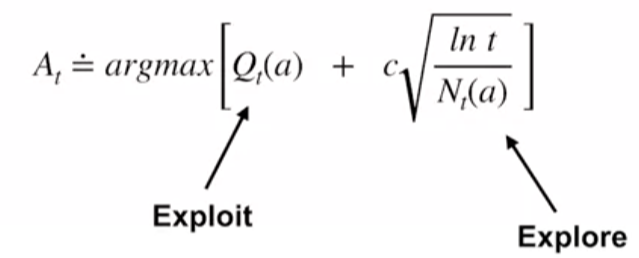 A_t ≐ argmax [ Q_t(a) + c √( ln t / N_t(a) ) ]
Exploit
Explore